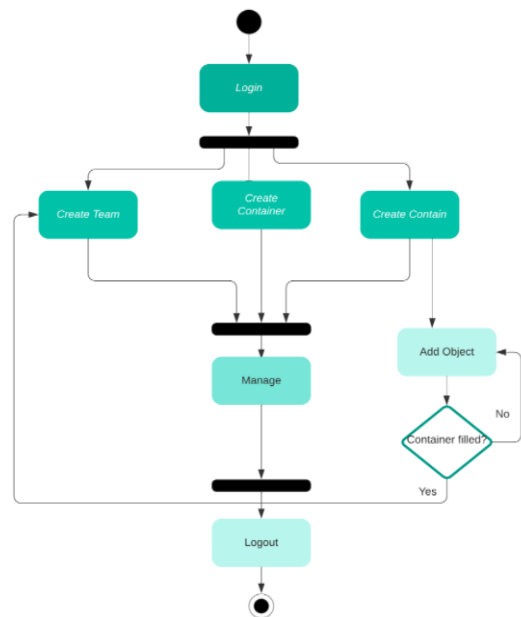 Login
Create Team
Create
Container
Create Contain
Add Object
Manage
No
Container filled?
Yes
Logout